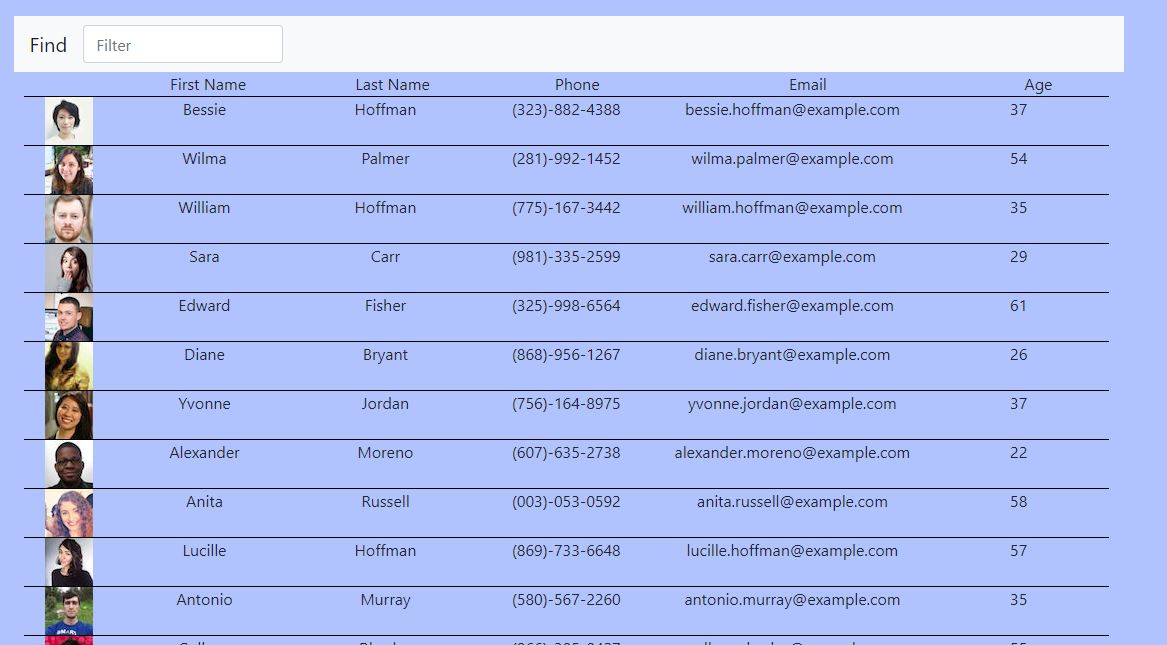 Find Filter
First Name Last Name Phone Email Age
Bessie Hoffman (323)-882-4388 bessie.hoffman@example.com 37
Wilma Palmer (281)-992-1452 wilma.palmer@example.com 54
William Hoffman (775)-167-3442 william.hoffman@example.com 35
Sara Carr (981)-335-2599 sara.carr@example.com 29
Edward Fisher (325)-998-6564 edward.fisher@example.com 61
Diane Bryant (868)-956-1267 diane.bryant@example.com 26
Yvonne Jordan (756)-164-8975 yvonne.jordan@example.com 37
Alexander Moreno (607)-635-2738 alexander.moreno@example.com 22
Anita Russell (003)-053-0592 anita.russell@example.com 58
Lucille Hoffman (869)-733-6648 lucille.hoffman@example.com 57
Antonio Murray (580)-567-2260 antonio.murray@example.com 35